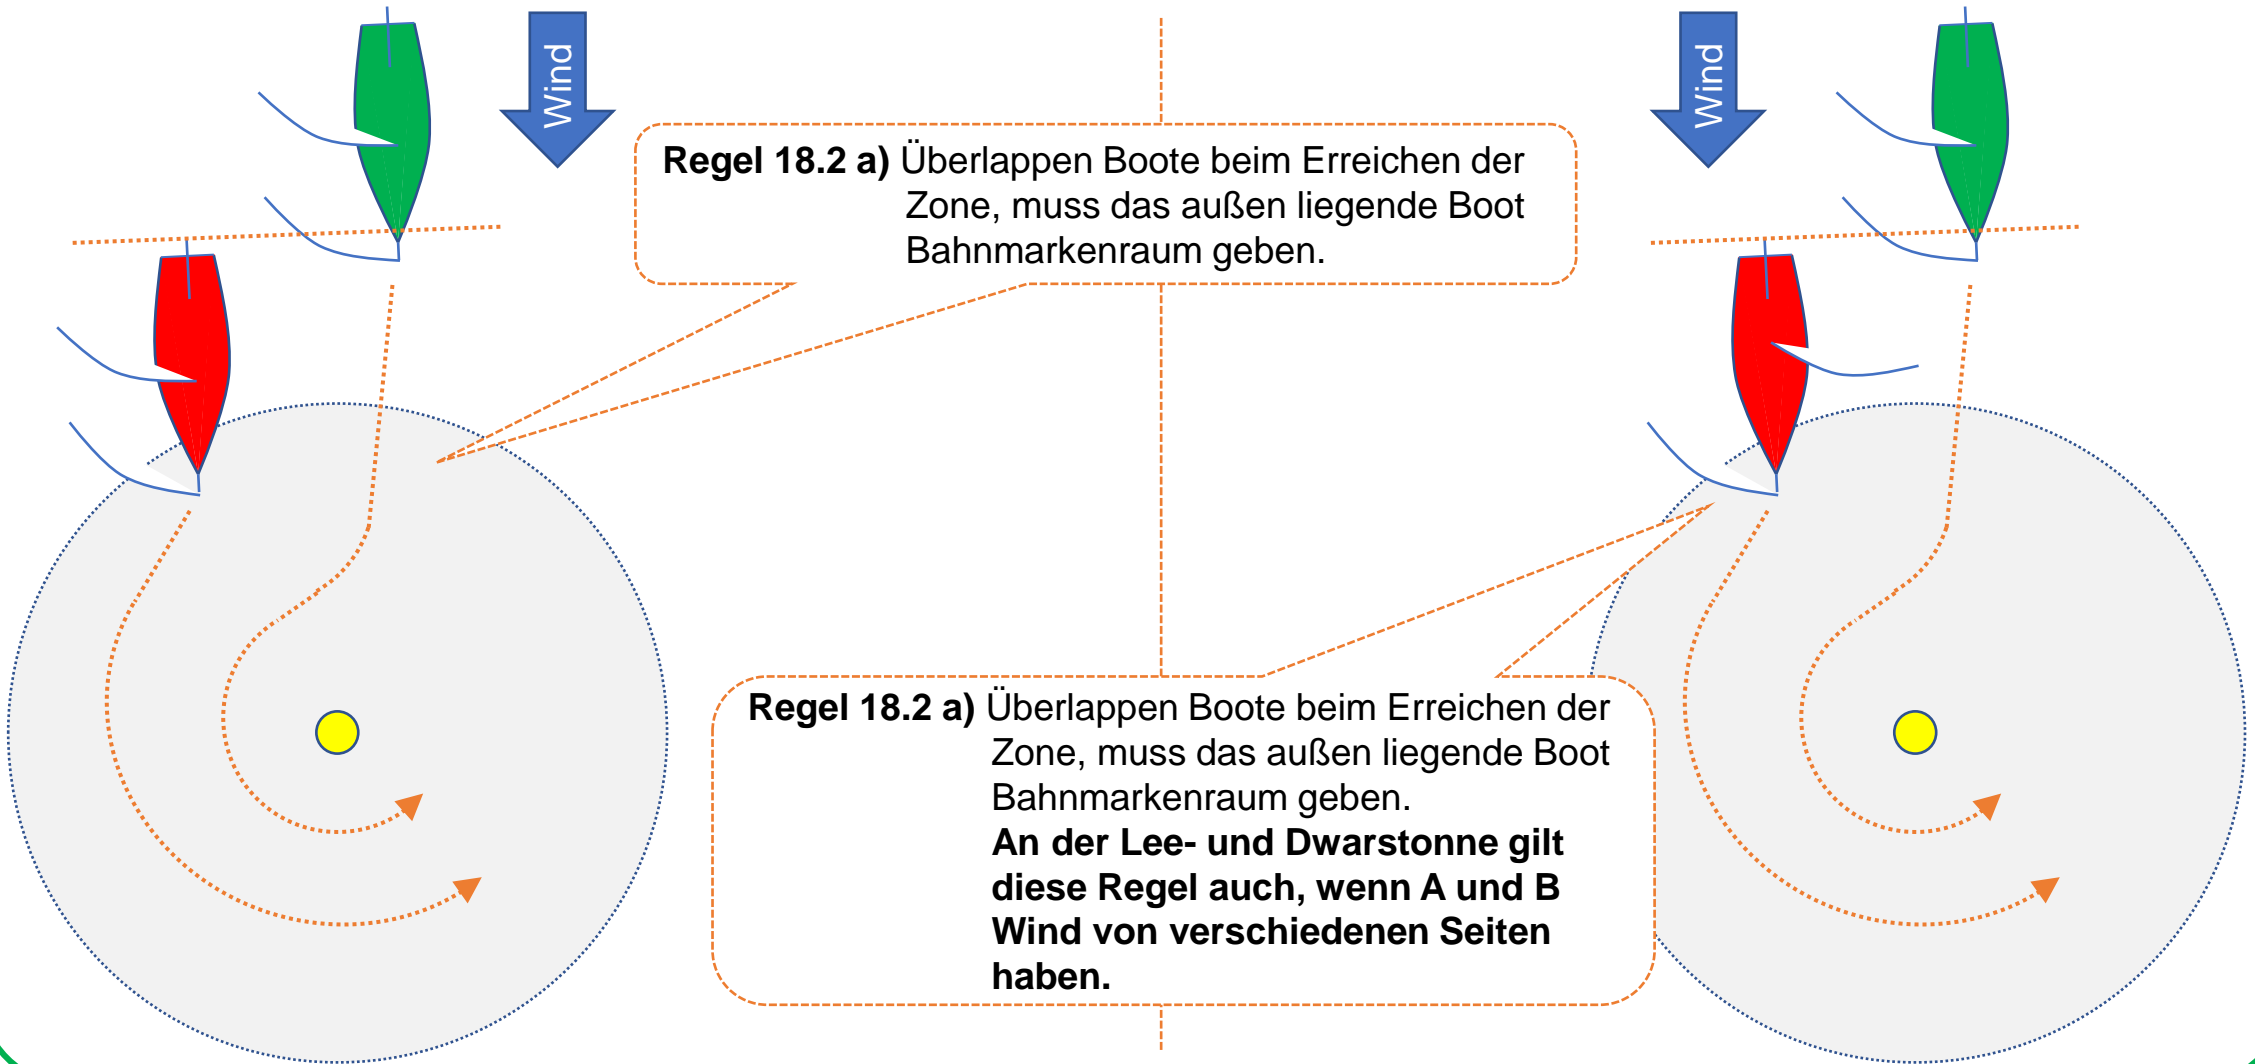 Wind
Wind
Regel 18.2 a) Überlappen Boote beim Erreichen der
Zone, muss das außen liegende Boot
Bahnmarkenraum geben.
Regel 18.2 a) Überlappen Boote beim Erreichen der
Zone, muss das außen liegende Boot
Bahnmarkenraum geben.
An der Lee- und Dwarstonne gilt
diese Regel auch, wenn A und B
Wind von verschiedenen Seiten
haben.